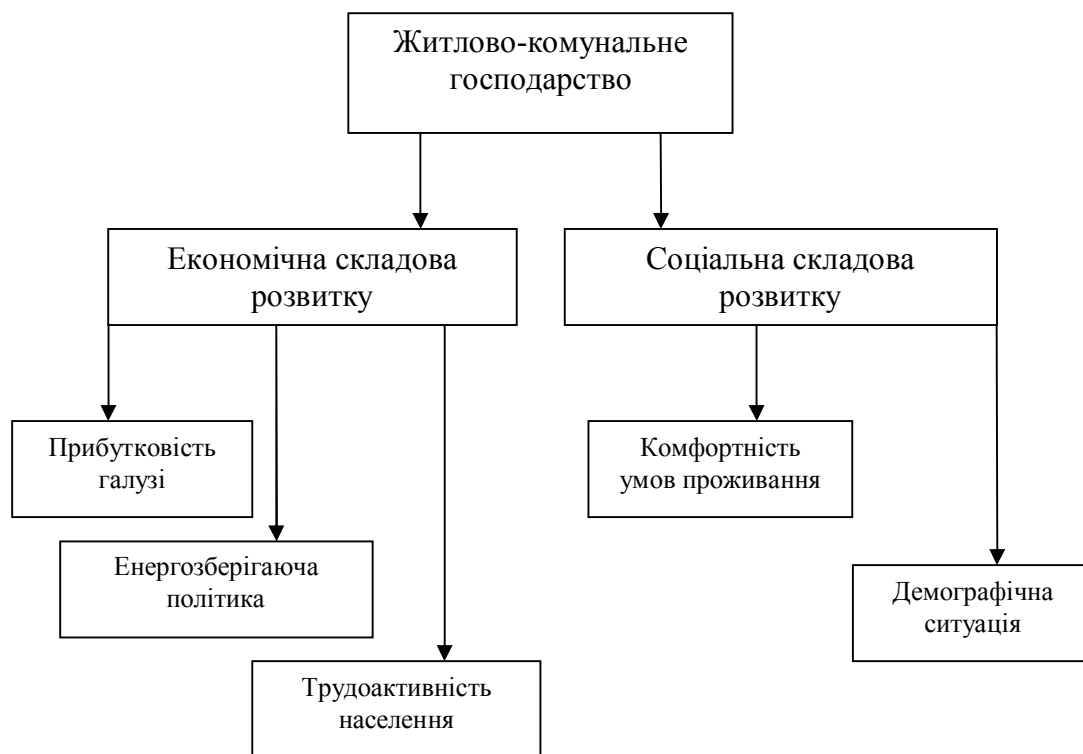 Житлово-комунальне
господарство
Економічна складова
розвитку
Соціальна складова
розвитку
Прибутковість
галузі
Комфортність
умов проживання
Енергозберігаюча
політика
Демографічна
ситуація
Трудоактивність
населення